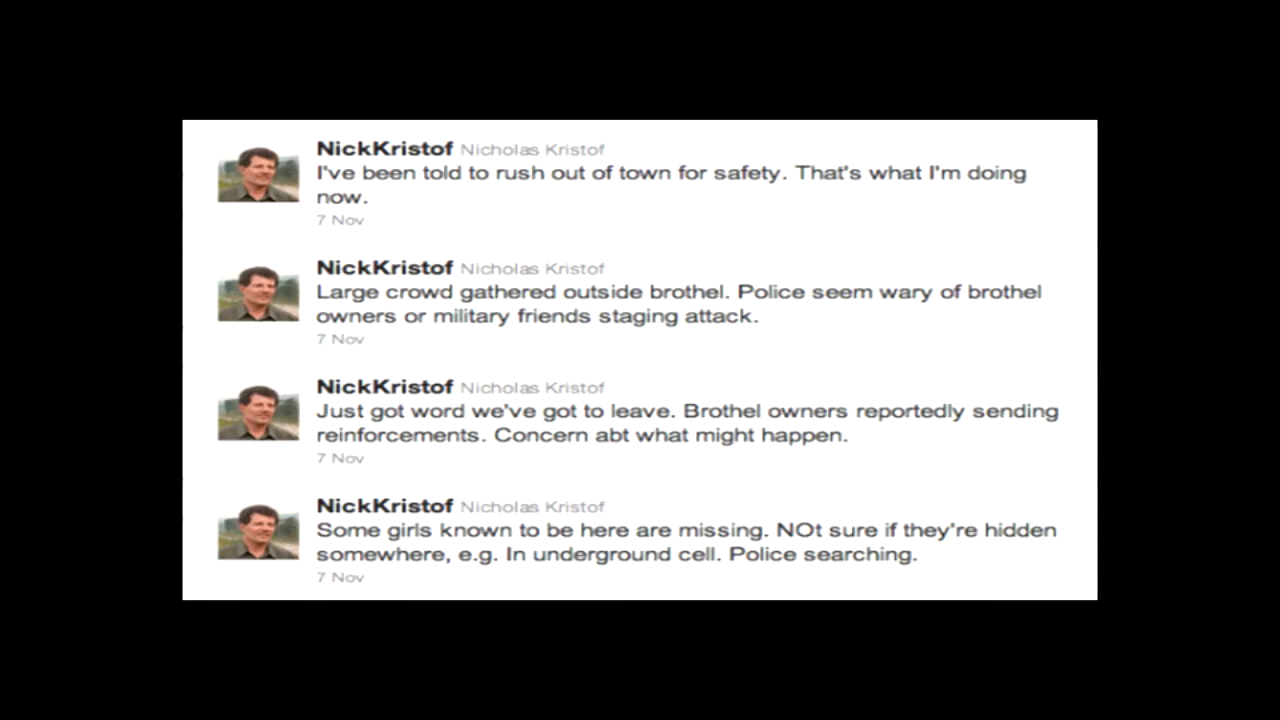 NickKristof Nicholas Kristof
I've been told to rush out of town for safety. That's what I'm doing
now.
7 Nov
NickKristof Nicholas Kristof
Large crowd gathered outside brothel. Police seem wary of brothel
owners or military friends staging attack.
7 Nov
NickKristof Nicholas Kristof
Just got word we've got to leave. Brothel owners reportedly sending
reinforcements. Concern abt what might happen.
7 Nov
NickKristof Nicholas Kristof
Some girls known to be here are missing. NOt sure if they're hidden
somewhere, e.g. In underground cell. Police searching.
7 Nov